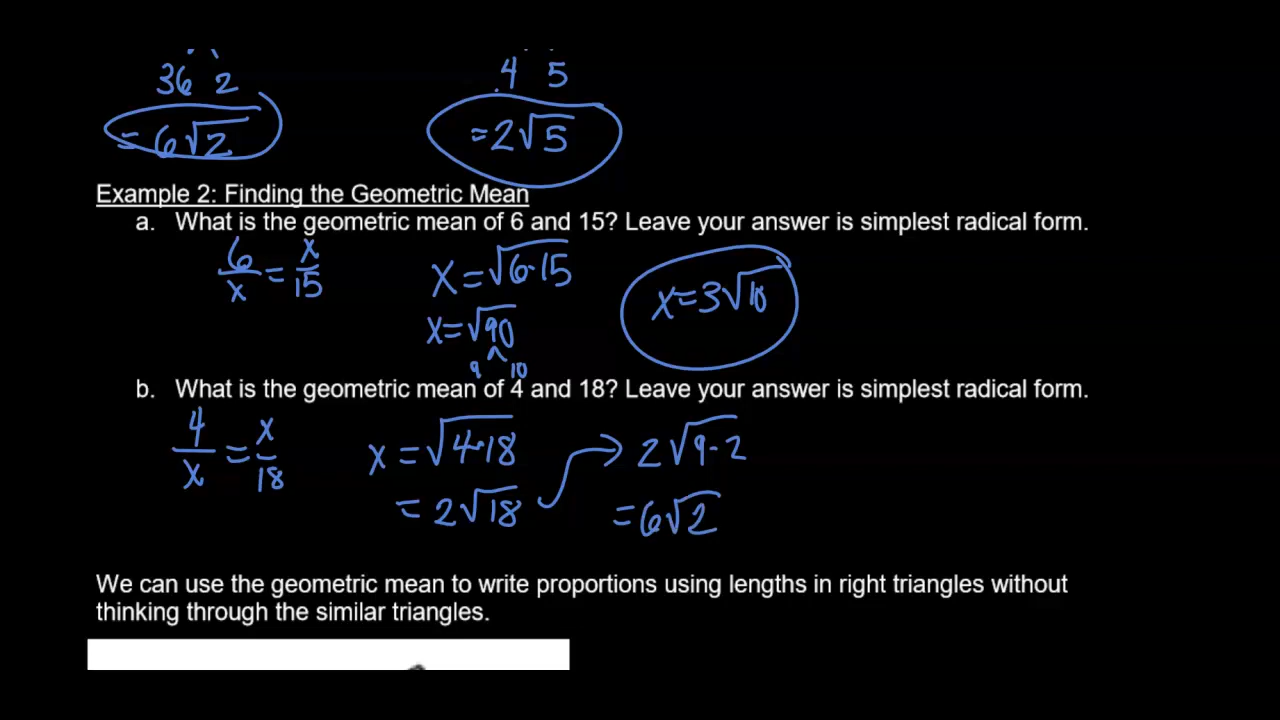 36 2
4 5
= 6√2
= 2√5
Example 2: Finding the Geometric Mean
a. What is the geometric mean of 6 and 15? Leave your answer is simplest radical form.
6/x = x/15
x = √6·15
x = √90
9 10
x = 3√10
b. What is the geometric mean of 4 and 18? Leave your answer is simplest radical form.
4/x = x/18
x = √4·18
= 2√18
→ 2√9·2
= 6√2
We can use the geometric mean to write proportions using lengths in right triangles without
thinking through the similar triangles.